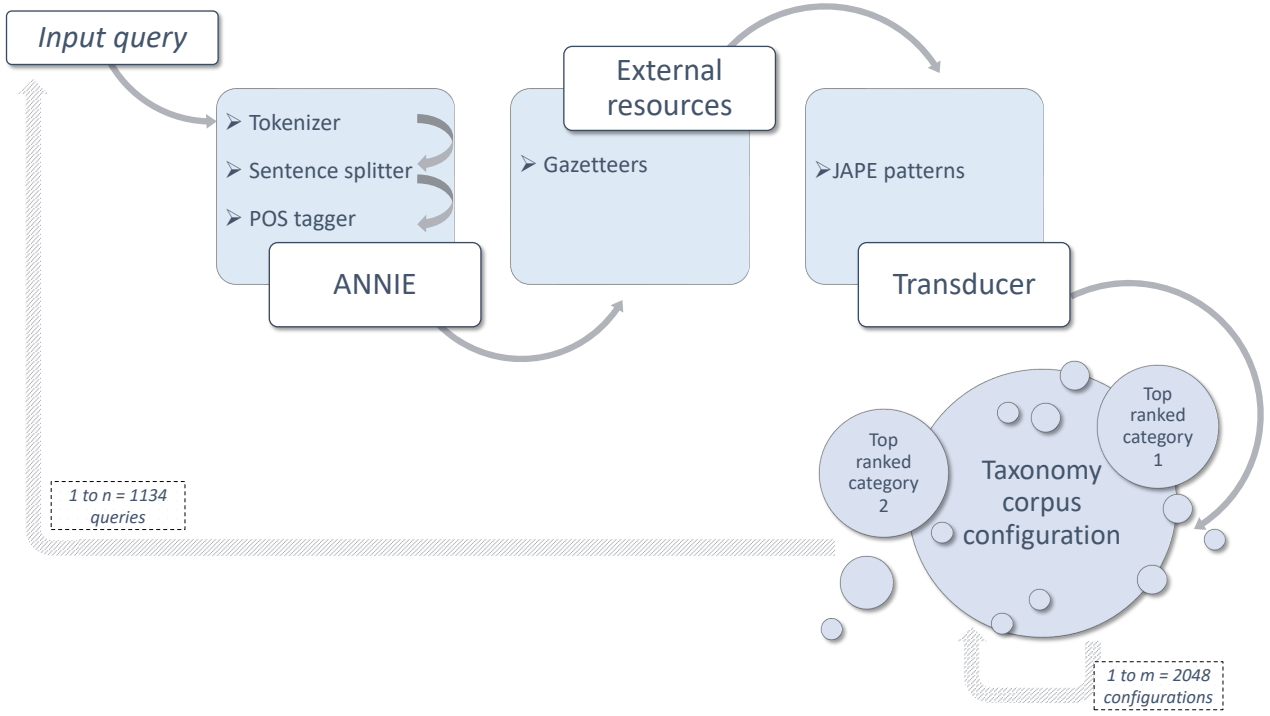 Input query
Tokenizer
Sentence splitter
POS tagger
ANNIE
External
resources
Gazetteers
JAPE patterns
Transducer
Top
ranked
category
1
Top
ranked
category
2
Taxonomy
corpus
configuration
1 to n = 1134
queries
1 to m = 2048
configurations